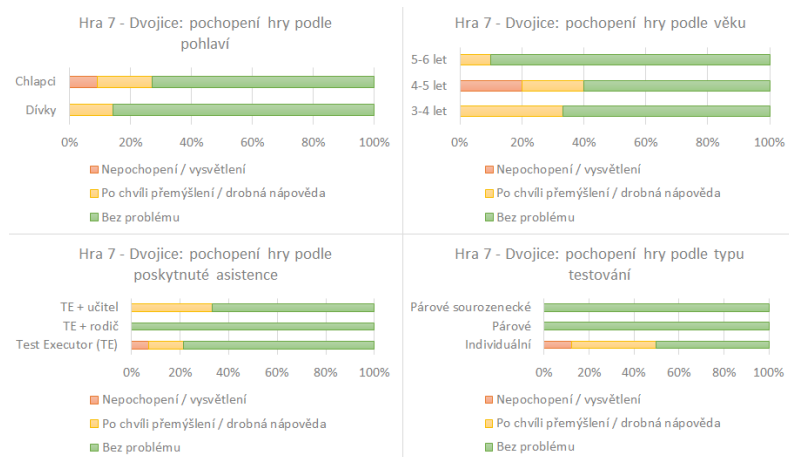 Hra 7 - Dvojice: pochopení hry podle
pohlaví
Chlapci
Dívky
0% 20% 40% 60% 80% 100%
Nepochopení / vysvětlení
Po chvíli přemýšlení / drobná nápověda
Bez problému
Hra 7 - Dvojice: pochopení hry podle věku
5-6 let
4-5 let
3-4 let
0% 20% 40% 60% 80% 100%
Nepochopení / vysvětlení
Po chvíli přemýšlení / drobná nápověda
Bez problému
Hra 7 - Dvojice: pochopení hry podle
poskytnuté asistence
TE + učitel
TE + rodič
Test Executor (TE)
0% 20% 40% 60% 80% 100%
Nepochopení / vysvětlení
Po chvíli přemýšlení / drobná nápověda
Bez problému
Hra 7 - Dvojice: pochopení hry podle typu
testování
Párové sourozenecké
Párové
Individuální
0% 20% 40% 60% 80% 100%
Nepochopení / vysvětlení
Po chvíli přemýšlení / drobná nápověda
Bez problému